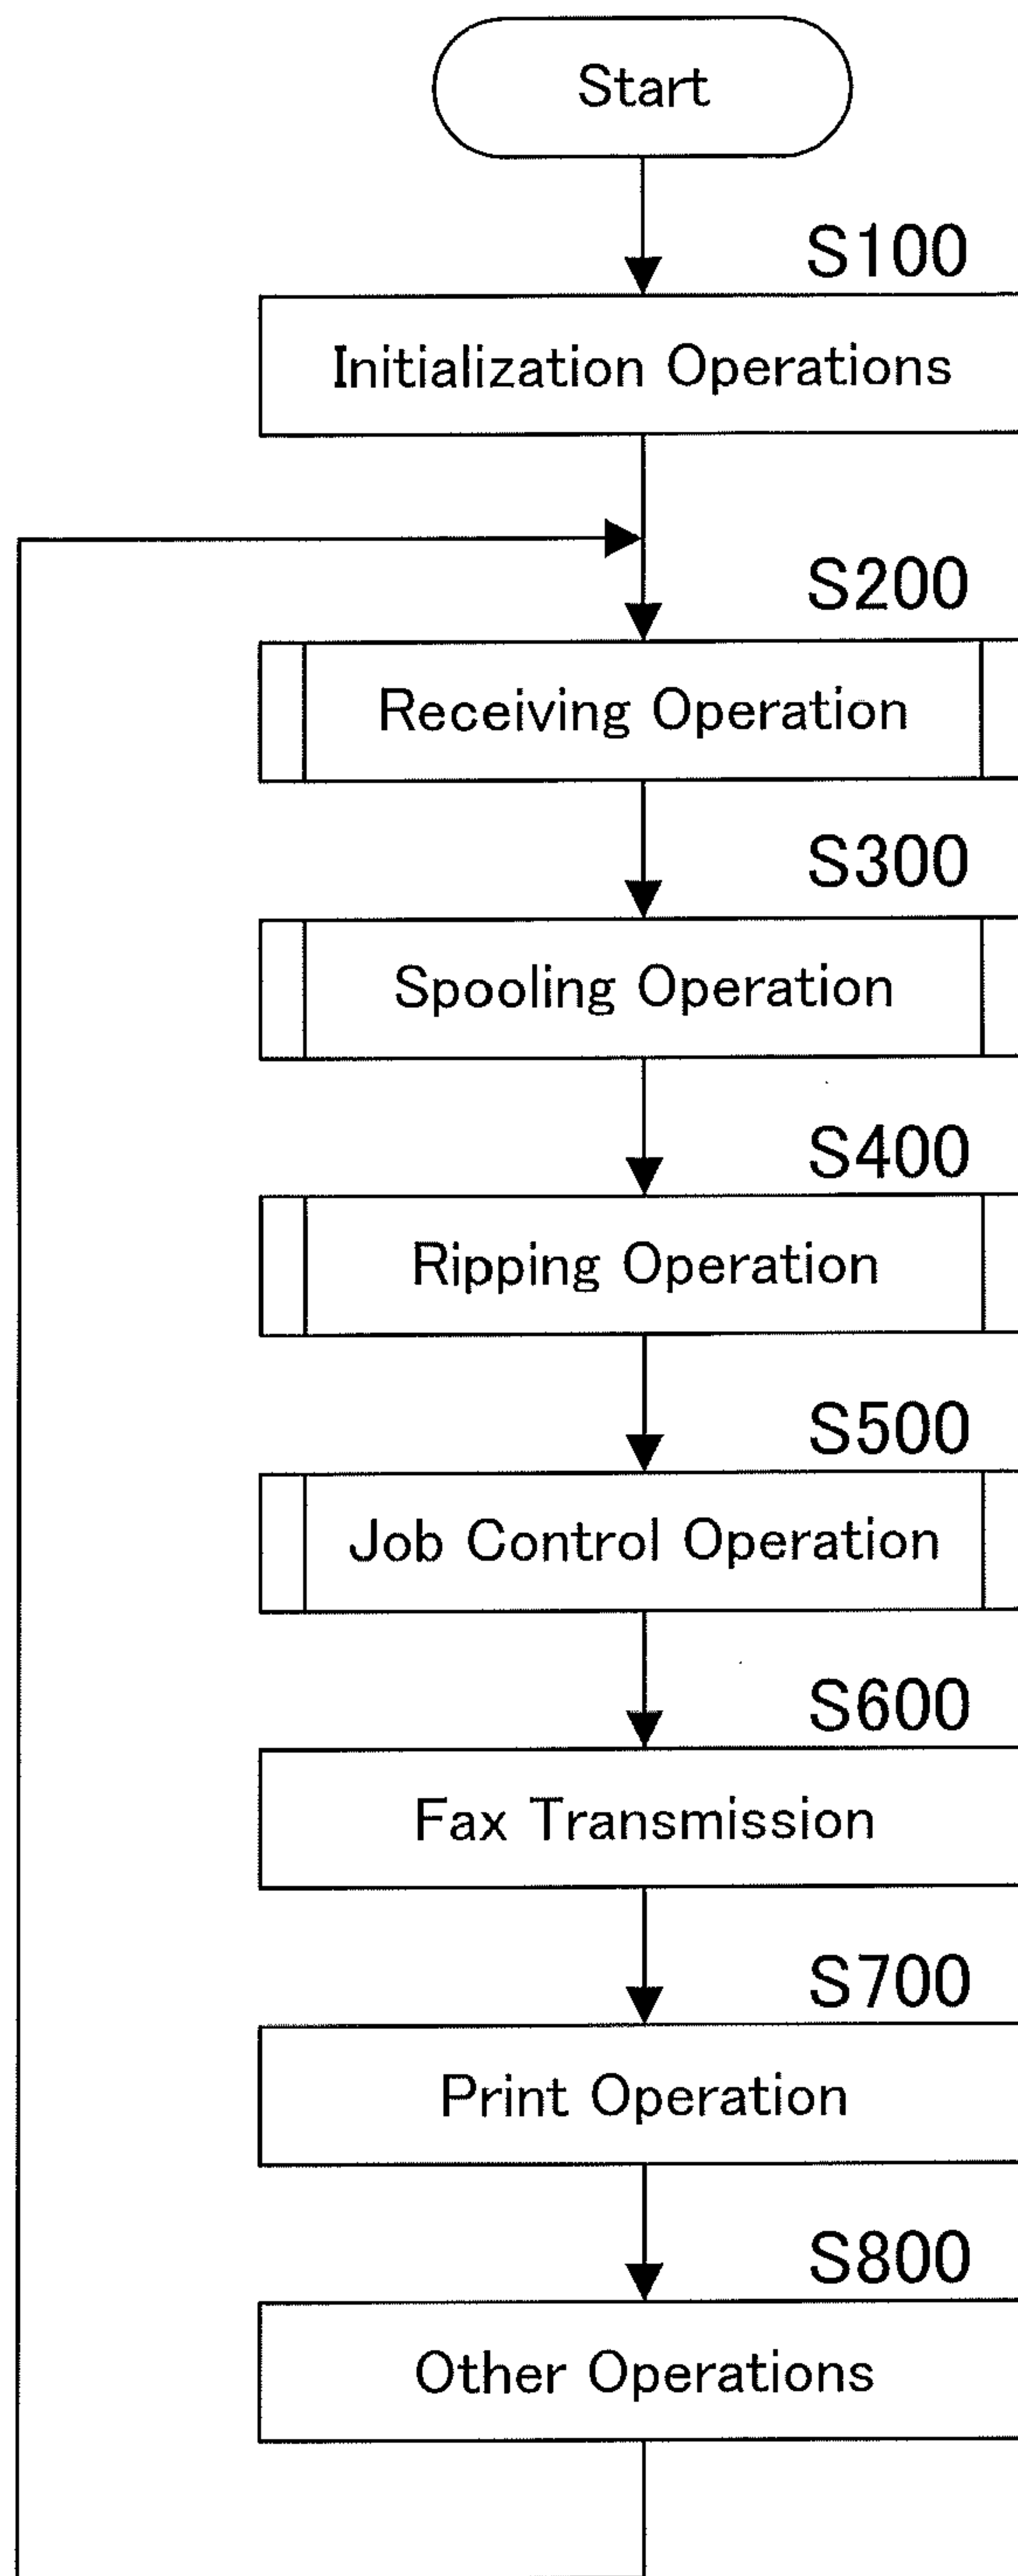 Start
S100
Initialization Operations
S200
Receiving Operation
S300
Spooling Operation
S400
Ripping Operation
S500
Job Control Operation
S600
Fax Transmission
S700
Print Operation
S800
Other Operations